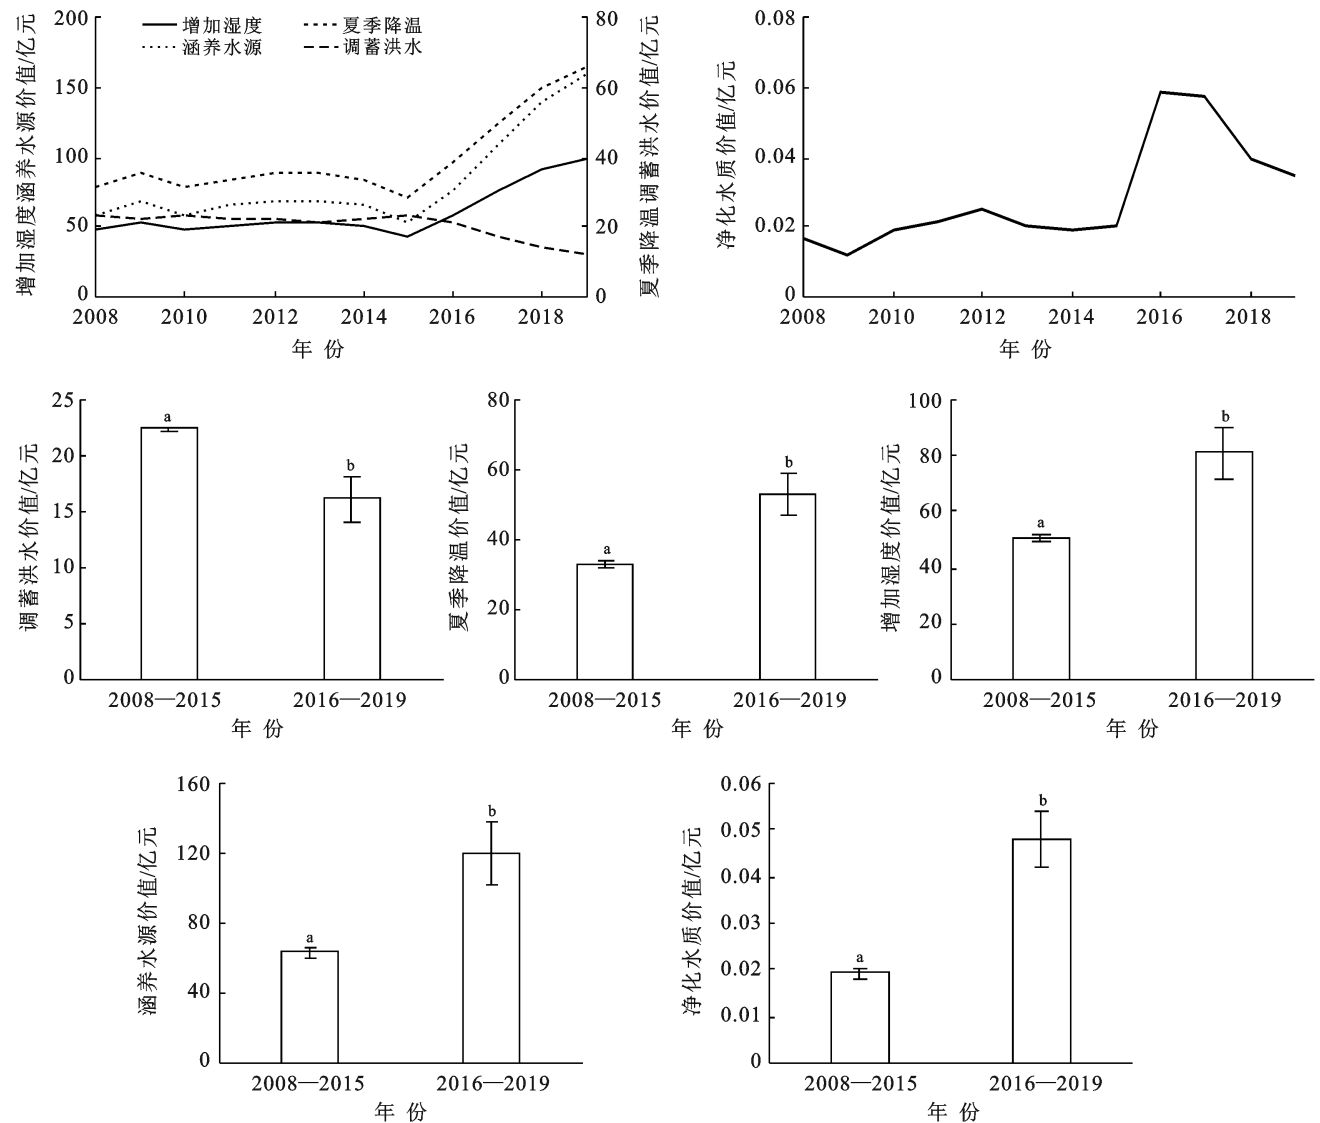 增加湿度涵养水源价值/亿元
200
150
100
50
0
增加湿度
夏季降温
涵养水源
调蓄洪水
80
60
40
20
0
夏季降温调蓄洪水价值/亿元
2008
2010
2012
2014
2016
2018
年 份
净化水质价值/亿元
0.08
0.06
0.04
0.02
0
2008
2010
2012
2014
2016
2018
年 份
调蓄洪水价值/亿元
25
20
15
10
5
0
a
b
2008—2015
2016—2019
年 份
夏季降温价值/亿元
80
60
40
20
0
a
b
2008—2015
2016—2019
年 份
增加湿度价值/亿元
100
80
60
40
20
0
a
b
2008—2015
2016—2019
年 份
涵养水源价值/亿元
160
120
80
40
0
a
b
2008—2015
2016—2019
年 份
净化水质价值/亿元
0.06
0.05
0.04
0.03
0.02
0.01
0
a
b
2008—2015
2016—2019
年 份